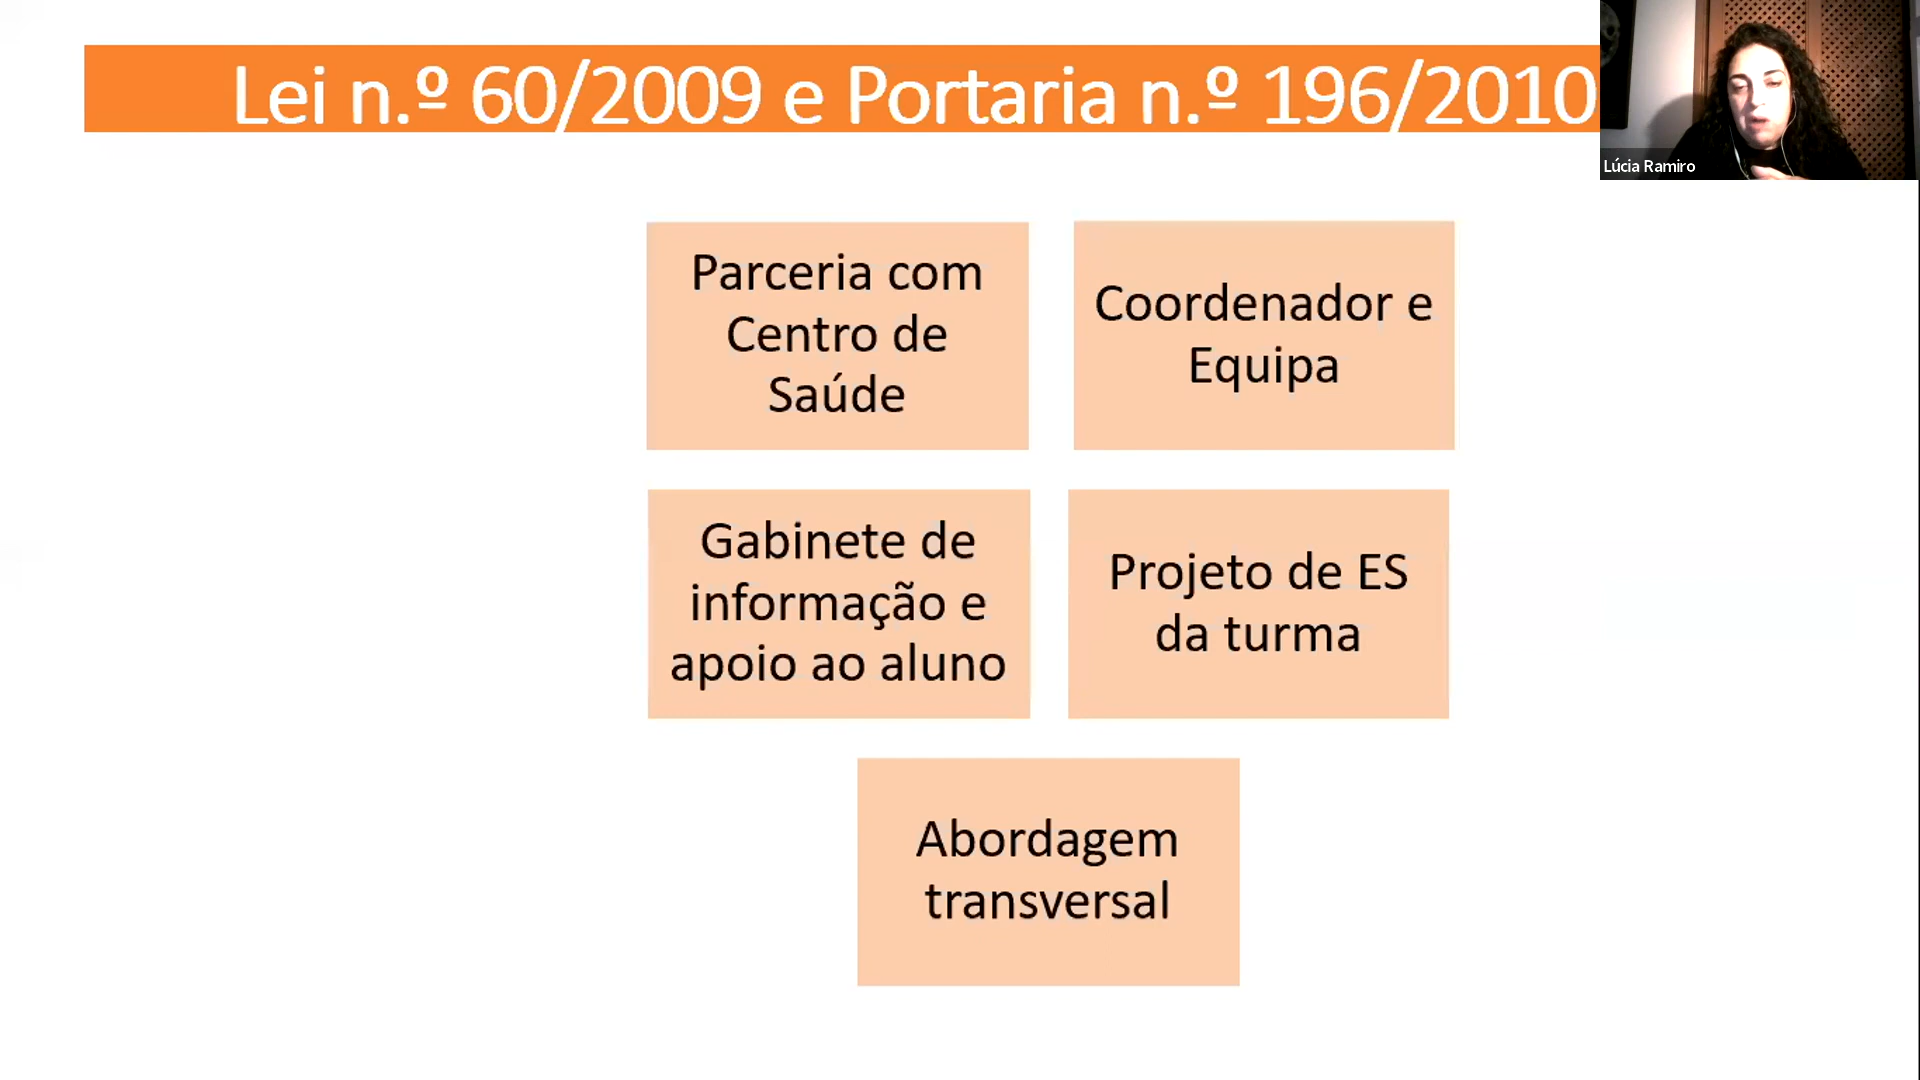 Lei n.º 60/2009 e Portaria n.º 196/2010
Lúcia Ramiro
Parceria com
Centro de
Saúde
Coordenador e
Equipa
Gabinete de
informação e
apoio ao aluno
Projeto de ES
da turma
Abordagem
transversal